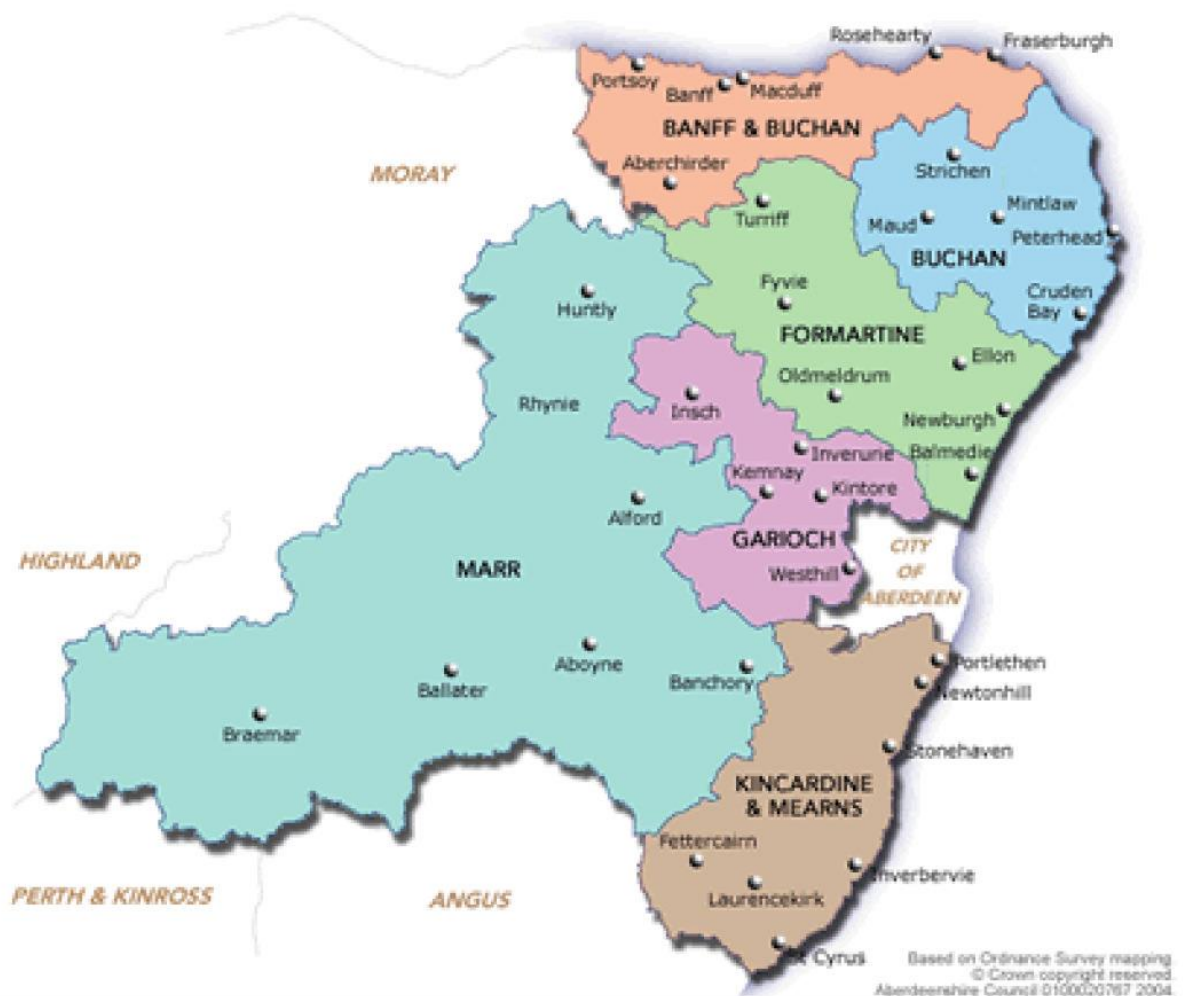 Rosehearty
Fraserburgh
Portsoy
Banff
Macduff
BANFF & BUCHAN
Aberchirder
MORAY
Strichen
Turriff
Maud
Mintlaw
Peterhead
BUCHAN
Fyvie
Cruden
Bay
Huntly
FORMARTINE
Ellon
Oldmeldrum
Rhynie
Insch
Newburgh
Inverurie
Balmedie
Kemnay
Kintore
Alford
GARIOCH
CITY
OF
ABERDEEN
HIGHLAND
MARR
Westhill
Aboyne
Portlethen
Banchory
Ballater
Newtonhill
Braemar
Stonehaven
KINCARDINE
& MEARNS
Fettercairn
Inverbervie
PERTH & KINROSS
ANGUS
Laurencekirk
St Cyrus
Based on Ordnance Survey mapping.
© Crown copyright reserved.
Aberdeenshire Council 0100020767 2004.